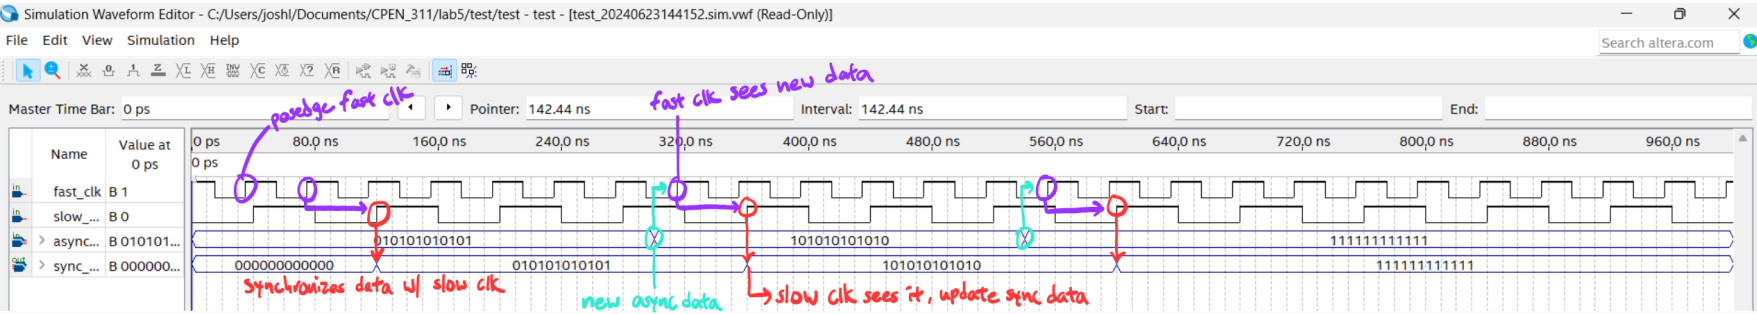 Simulation Waveform Editor - C:/Users/joshl/Documents/CPEN_311/lab5/test/test - test - [test_20240623144152.sim.vwf (Read-Only)]
File Edit View Simulation Help
Search altera.com
posedge fast clk
fast clk sees new data
Master Time Bar: 0 ps Pointer: 142.44 ns Interval: 142.44 ns Start: End:
Name Value at 0 ps
0 ps 80.0 ns 160.0 ns 240.0 ns 320.0 ns 400.0 ns 480.0 ns 560.0 ns 640.0 ns 720.0 ns 800.0 ns 880.0 ns 960.0 ns
0 ps
fast_clk B 1
slow_... B 0
async... B 010101... 010101010101 101010101010 111111111111
sync_... B 000000... 000000000000 010101010101 101010101010 111111111111
synchronizes data w/ slow clk
new async data
slow clk sees it, update sync data